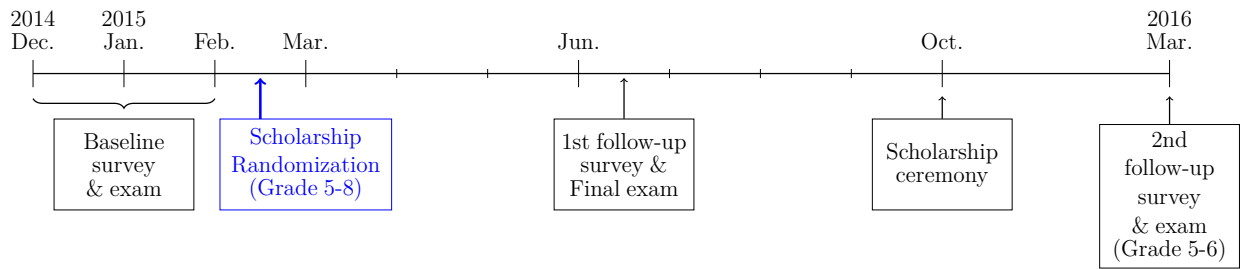 2014
Dec.
2015
Jan.
Feb.
Mar.
Jun.
Oct.
2016
Mar.
Baseline
survey
& exam
Scholarship
Randomization
(Grade 5-8)
1st follow-up
survey &
Final exam
Scholarship
ceremony
2nd
follow-up
survey
& exam
(Grade 5-6)